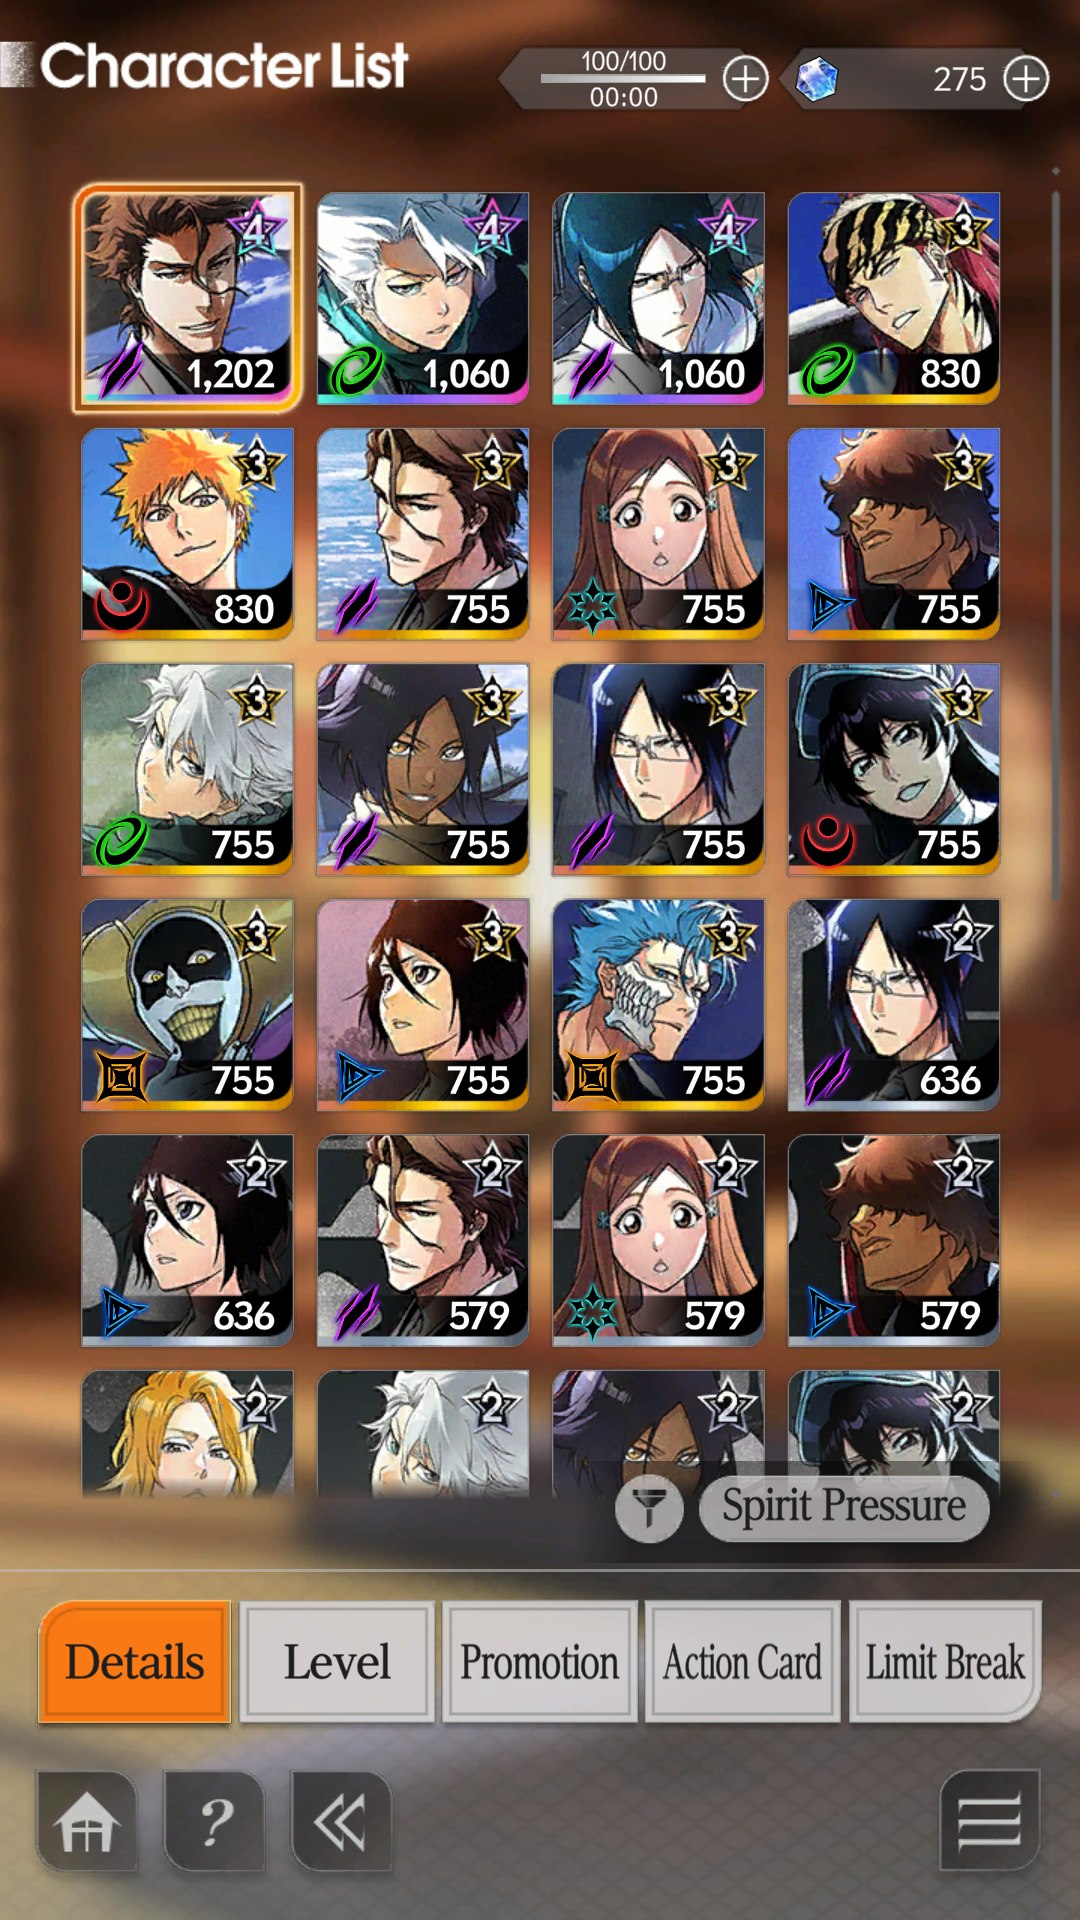 Character List
100/100
00:00
275
4 4 4 3
1,202 1,060 1,060 830
3 3 3 3
830 755 755 755
3 3 3 3
755 755 755 755
3 3 3 2
755 755 755 636
2 2 2 2
636 579 579 579
2 2 2 2
Spirit Pressure
Details Level Promotion Action Card Limit Break
?